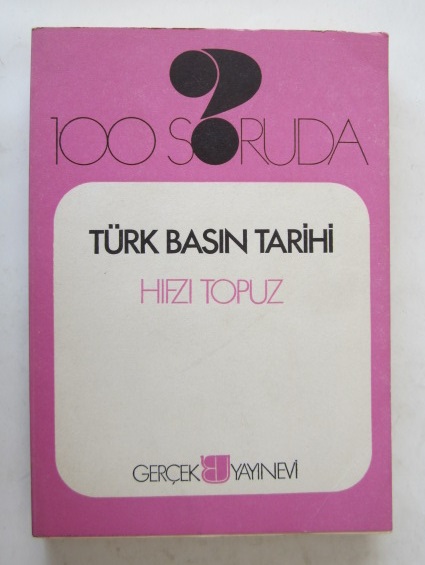 100 SORUDA
TÜRK BASIN TARİHİ
HIFZI TOPUZ
GERÇEK YAYINEVİ